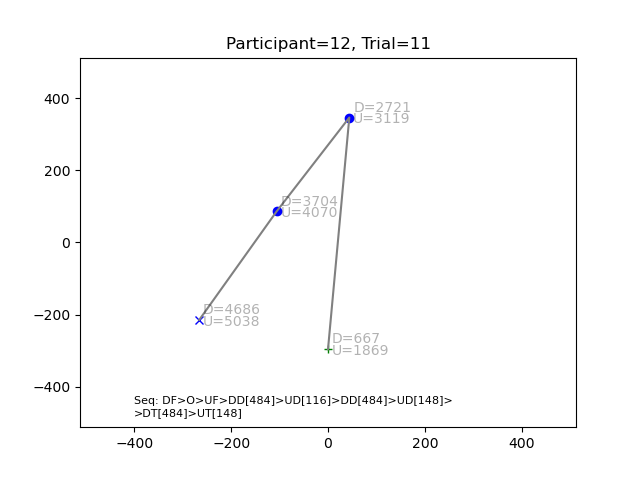 Participant=12, Trial=11
400
200
0
−200
−400
D=2721
U=3119
D=3704
U=4070
D=4686
U=5038
D=667
U=1869
Seq: DF>O>UF>DD[484]>UD[116]>DD[484]>UD[148]>
>DT[484]>UT[148]
−400
−200
0
200
400